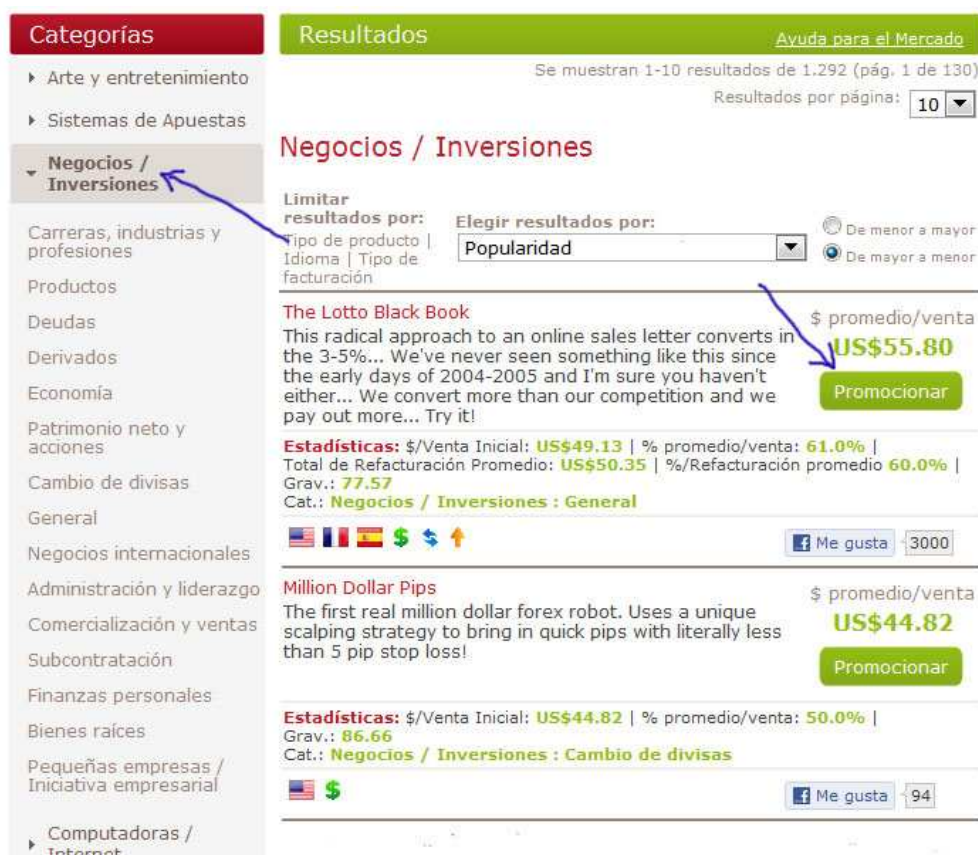 Categorías
Arte y entretenimiento
Sistemas de Apuestas
Negocios /
Inversiones
Carreras, industrias y
profesiones
Productos
Deudas
Derivados
Economía
Patrimonio neto y
acciones
Cambio de divisas
General
Negocios internacionales
Administración y liderazgo
Comercialización y ventas
Subcontratación
Finanzas personales
Bienes raíces
Pequeñas empresas /
Iniciativa empresarial
Computadoras /
Internet
Resultados
Ayuda para el Mercado
Se muestran 1-10 resultados de 1.292 (pág. 1 de 130)
Resultados por página: 10
Negocios / Inversiones
Limitar
resultados por:
Tipo de producto |
Idioma | Tipo de
facturación
Elegir resultados por:
Popularidad
De menor a mayor
De mayor a menor
The Lotto Black Book
This radical approach to an online sales letter converts in
the 3-5%... We've never seen something like this since
the early days of 2004-2005 and I'm sure you haven't
either... We convert more than our competition and we
pay out more... Try it!
$ promedio/venta
US$55.80
Promocionar
Estadísticas: $/Venta Inicial: US$49.13 | % promedio/venta: 61.0% |
Total de Refacturación Promedio: US$50.35 | %/Refacturación promedio 60.0% |
Grav.: 77.57
Cat.: Negocios / Inversiones : General
$
Me gusta 3000
Million Dollar Pips
The first real million dollar forex robot. Uses a unique
scalping strategy to bring in quick pips with literally less
than 5 pip stop loss!
$ promedio/venta
US$44.82
Promocionar
Estadísticas: $/Venta Inicial: US$44.82 | % promedio/venta: 50.0% |
Grav.: 86.66
Cat.: Negocios / Inversiones : Cambio de divisas
$
Me gusta 94